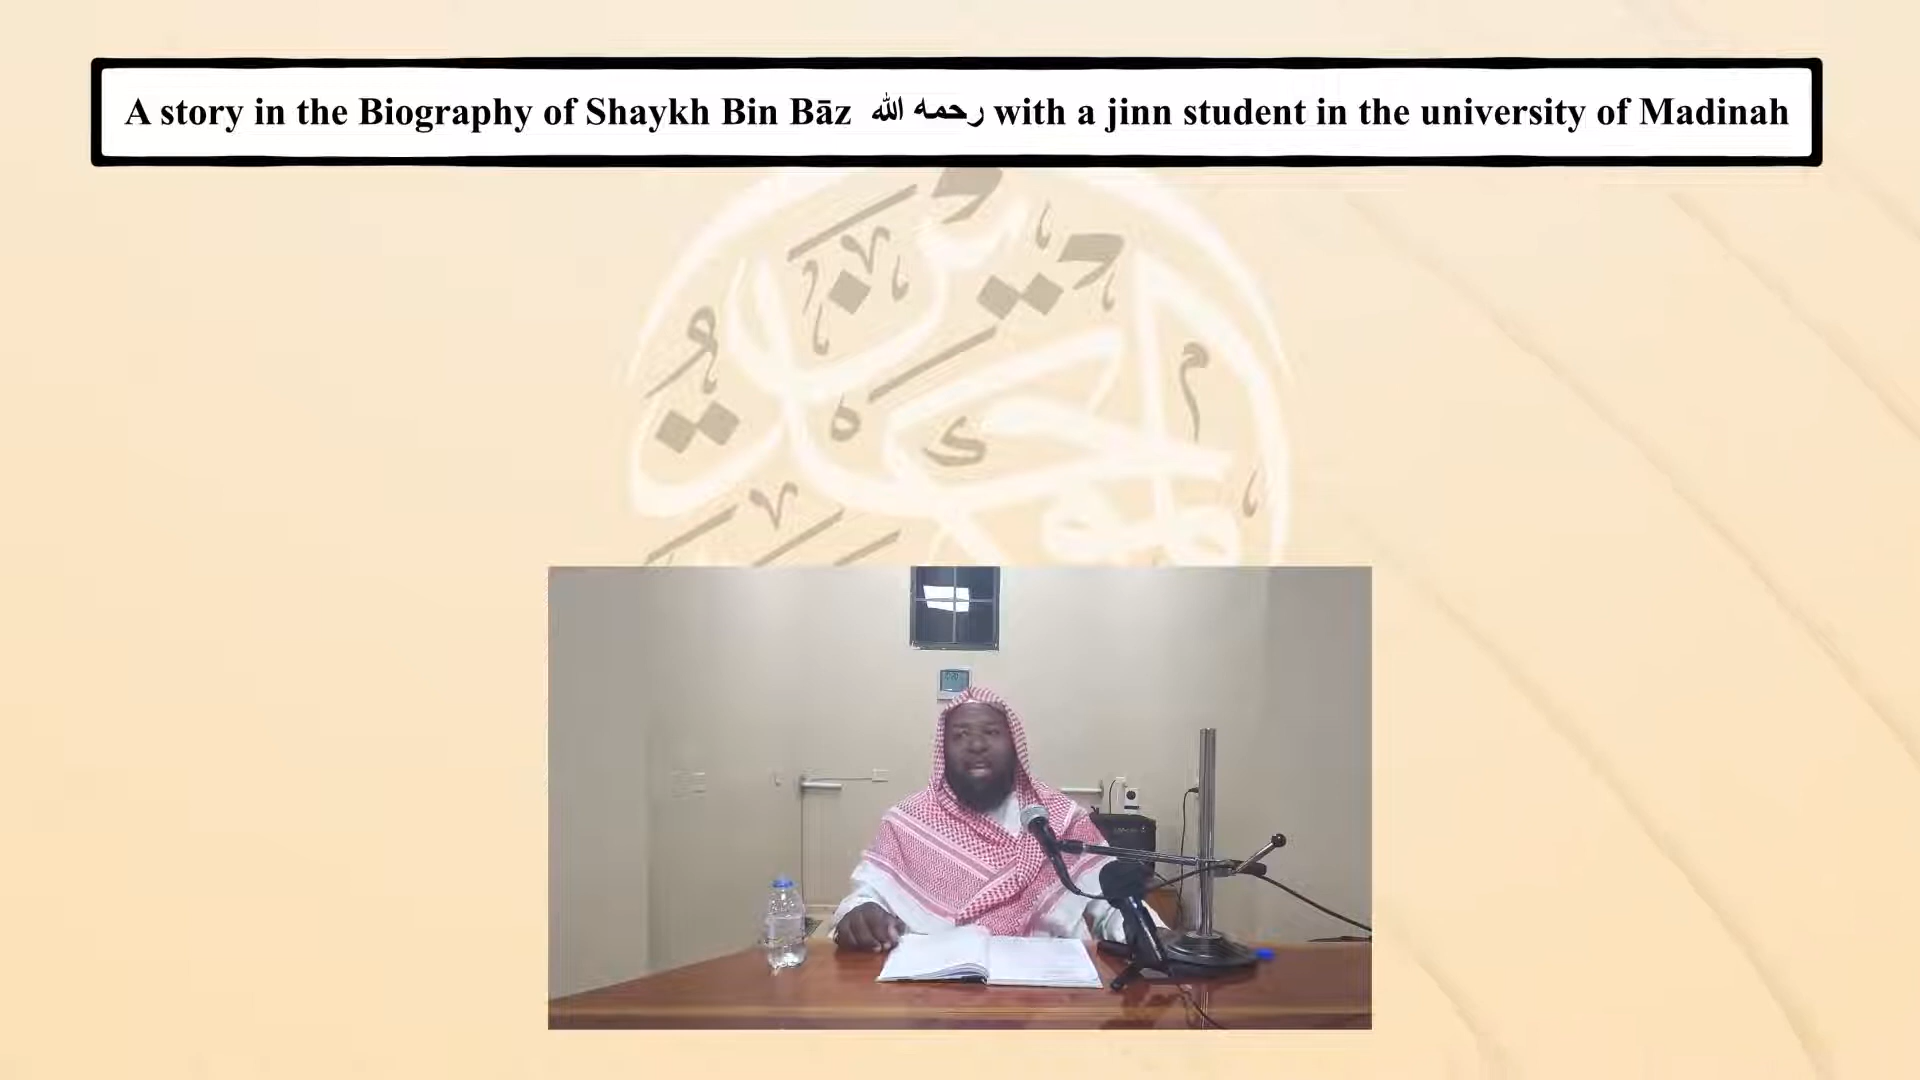 A story in the Biography of Shaykh Bin Bāz رحمه الله with a jinn student in the university of Madinah